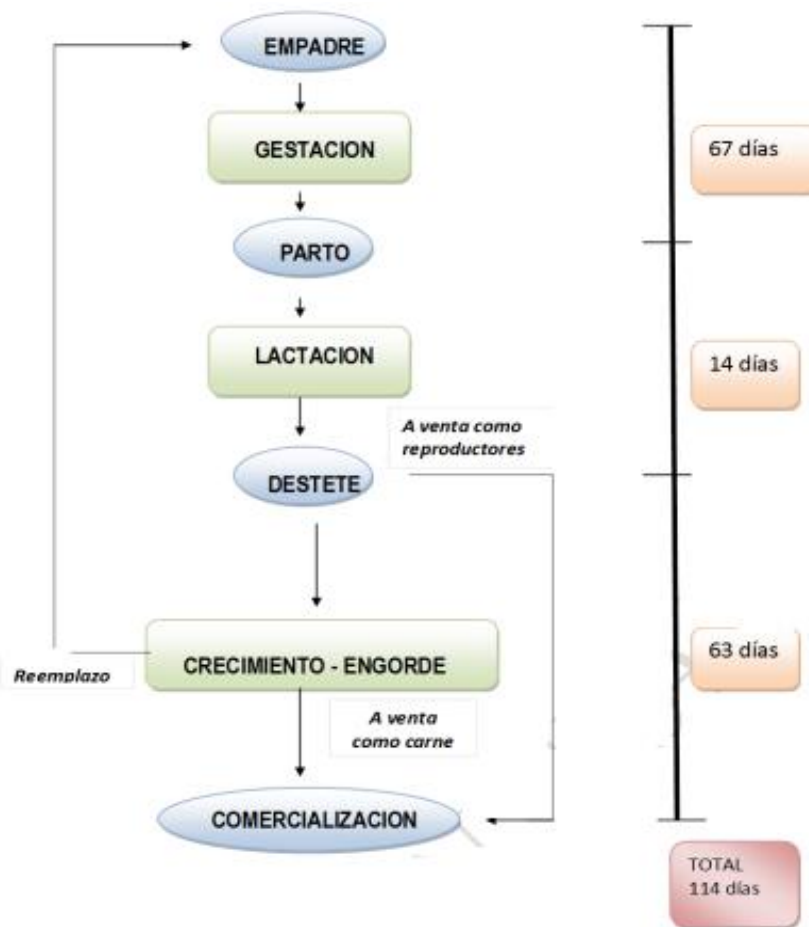 EMPADRE
GESTACION
67 días
PARTO
LACTACION
14 días
A venta como
reproductores
DESTETE
CRECIMIENTO - ENGORDE
63 días
Reemplazo
A venta
como carne
COMERCIALIZACION
TOTAL
114 días